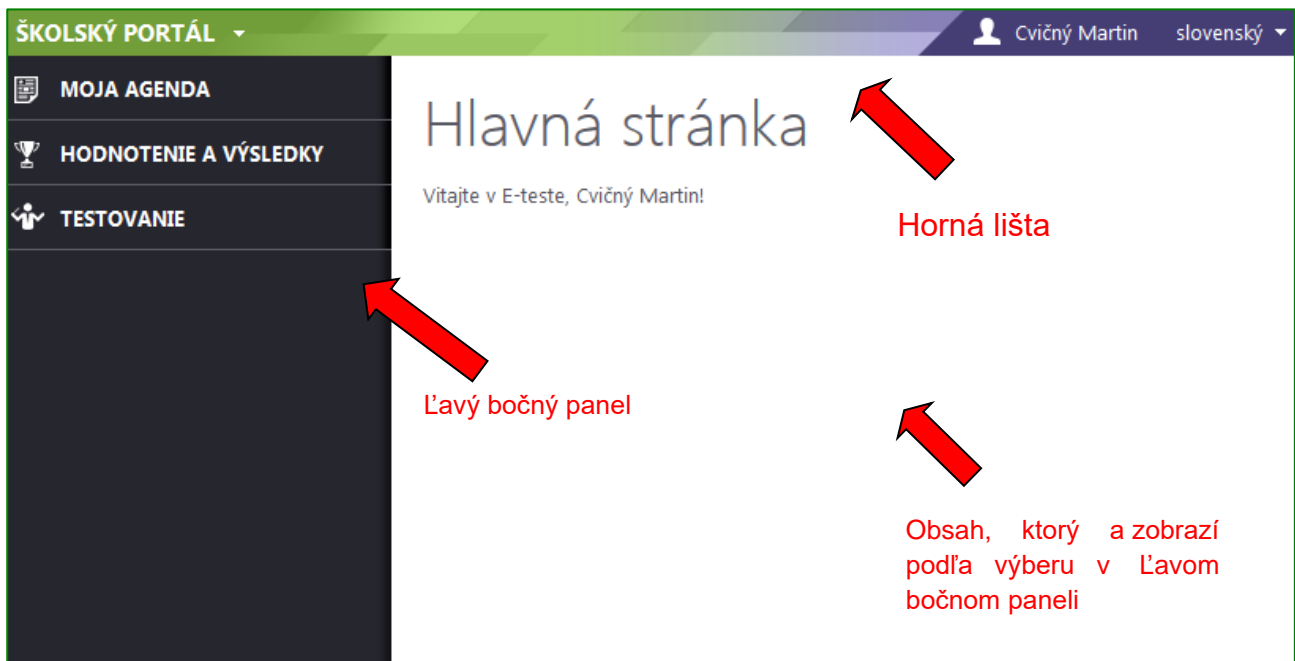 ŠKOLSKÝ PORTÁL
Cvičný Martin
slovenský
MOJA AGENDA
HODNOTENIE A VÝSLEDKY
TESTOVANIE
Hlavná stránka
Vitajte v E-teste, Cvičný Martin!
Horná lišta
Ľavý bočný panel
Obsah, ktorý a zobrazí
podľa výberu v Ľavom
bočnom paneli